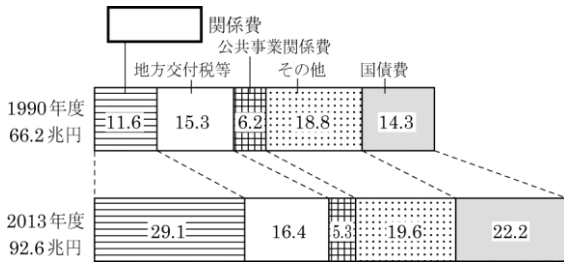 関係費
公共事業関係費
地方交付税等 その他 国債費
1990年度
66.2兆円
11.6 15.3 6.2 18.8 14.3
2013年度
92.6兆円
29.1 16.4 5.3 19.6 22.2